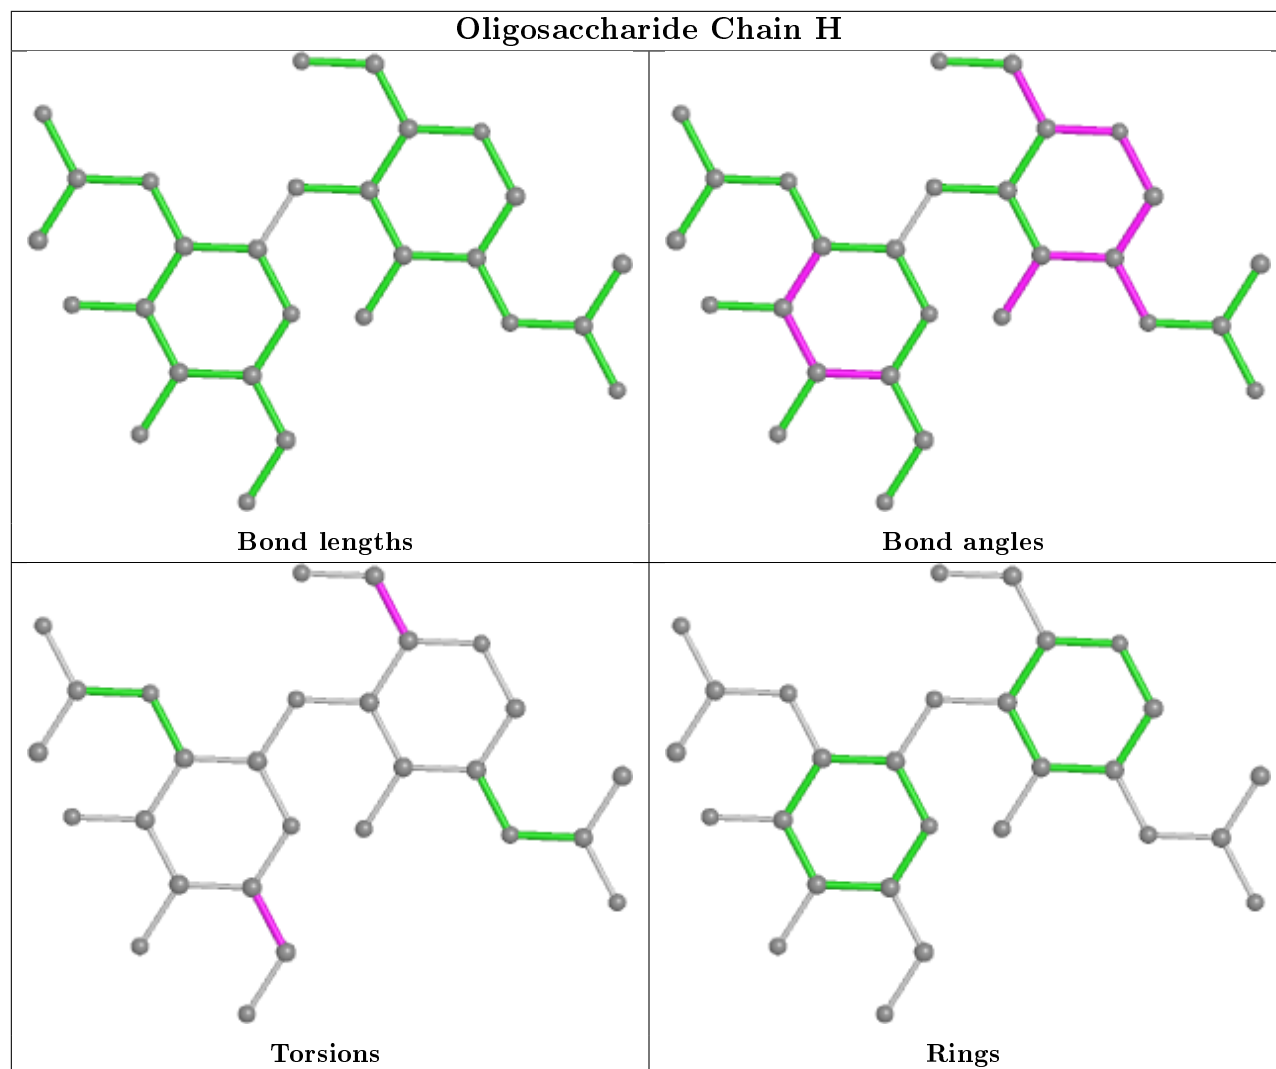 Oligosaccharide Chain H
Bond lengths
Bond angles
Torsions
Rings